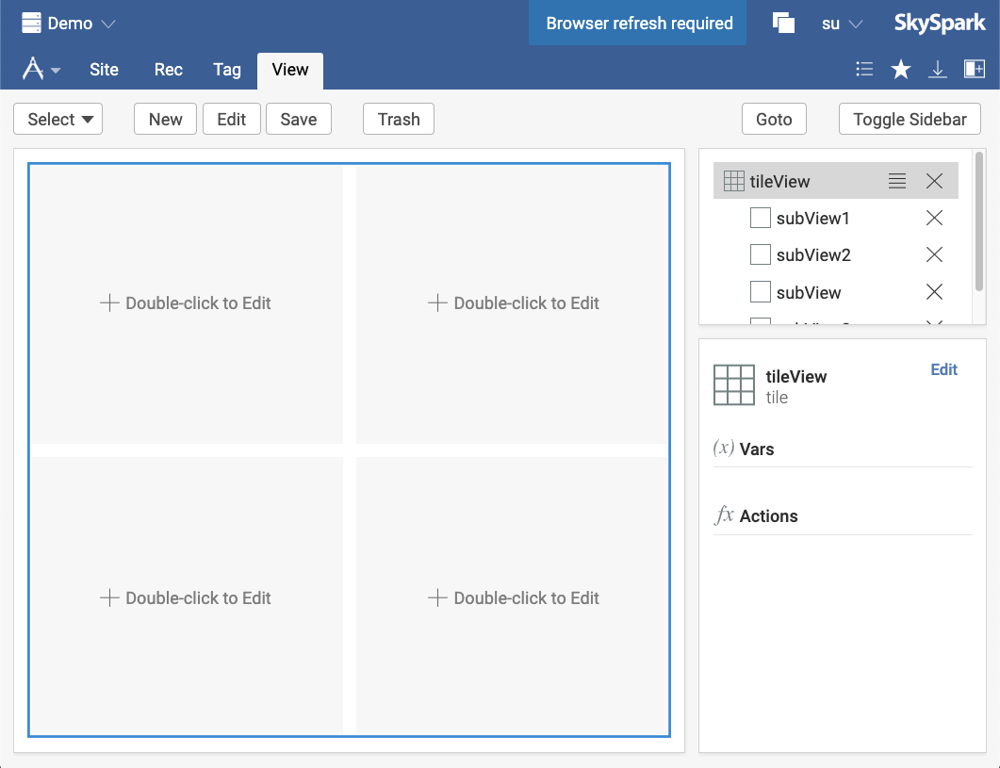 Demo
Browser refresh required
su
SkySpark
Site Rec Tag View
Select New Edit Save Trash Goto Toggle Sidebar
tileView
subView1
subView2
subView
Double-click to Edit Double-click to Edit
Double-click to Edit Double-click to Edit
tileView Edit
tile
(x) Vars
fx Actions